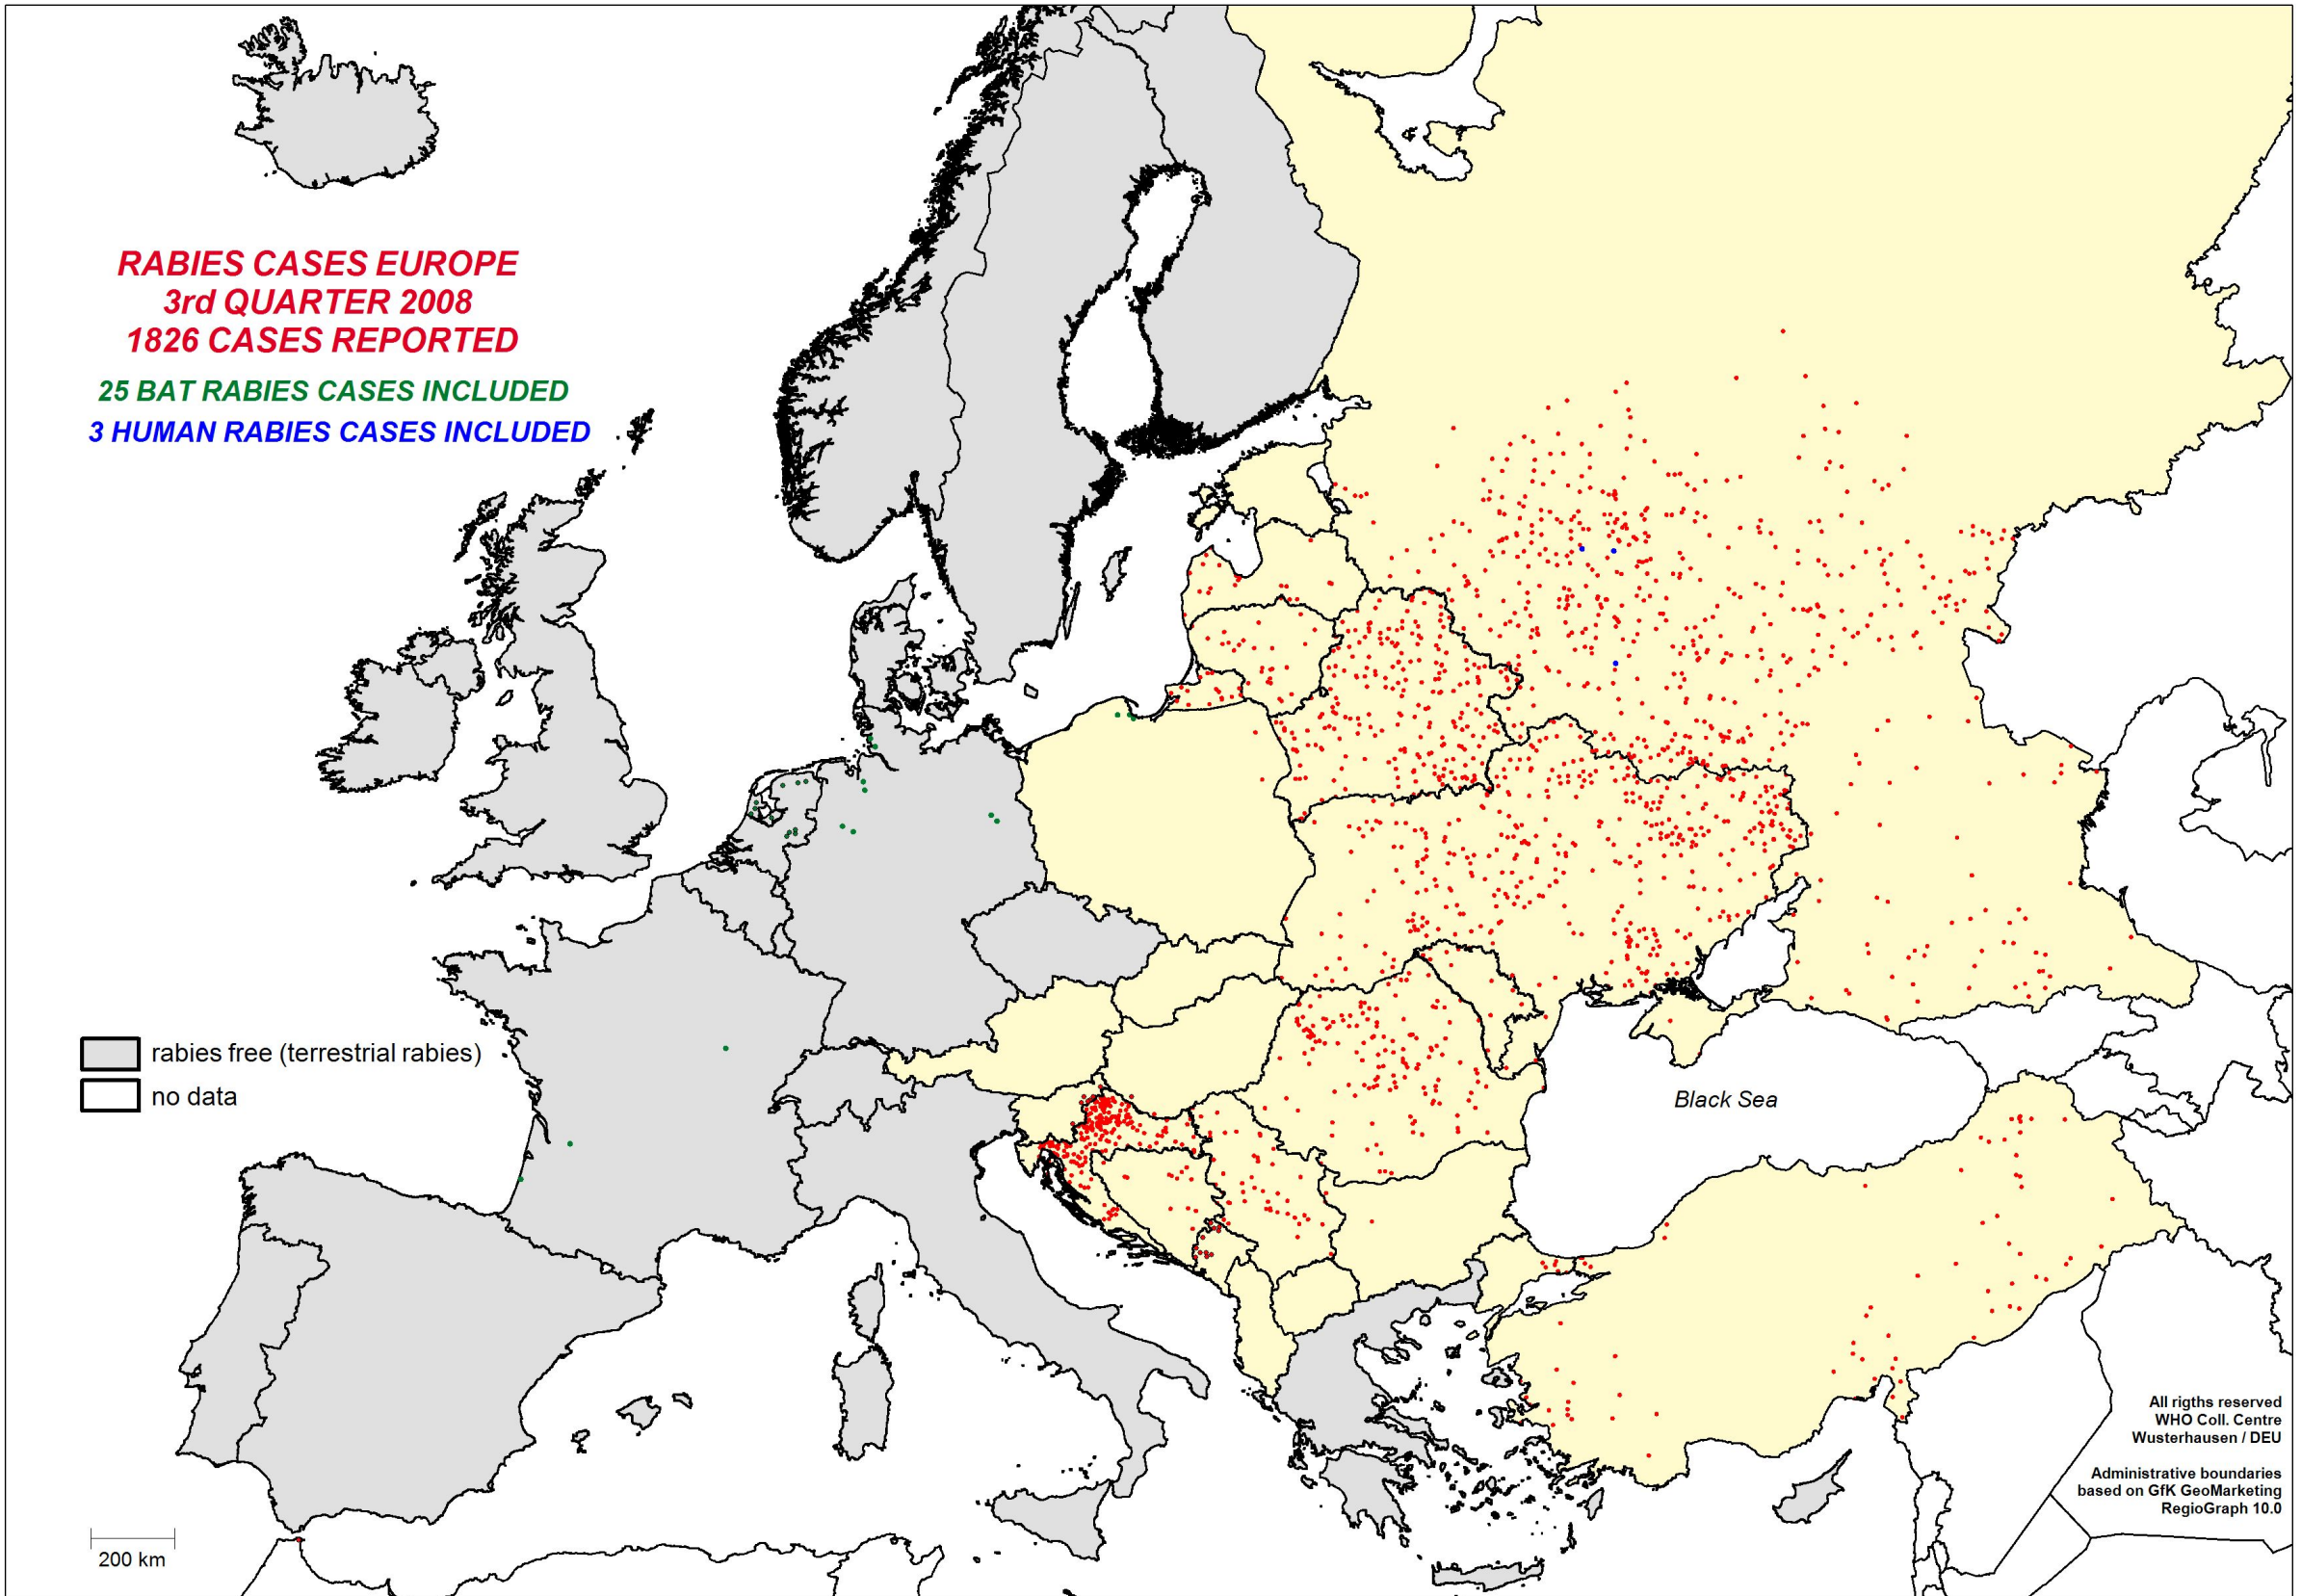 RABIES CASES EUROPE
3rd QUARTER 2008
1826 CASES REPORTED
25 BAT RABIES CASES INCLUDED
3 HUMAN RABIES CASES INCLUDED
rabies free (terrestrial rabies)
no data
Black Sea
All rigths reserved
WHO Coll. Centre
Wusterhausen / DEU
Administrative boundaries
based on GfK GeoMarketing
RegioGraph 10.0
200 km